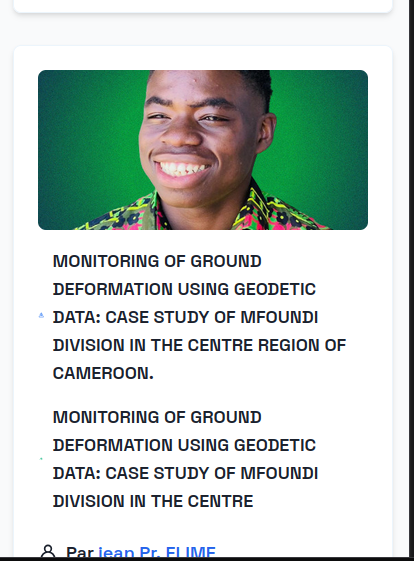 MONITORING OF GROUND
DEFORMATION USING GEODETIC
DATA: CASE STUDY OF MFOUNDI
DIVISION IN THE CENTRE REGION OF
CAMEROON.
MONITORING OF GROUND
DEFORMATION USING GEODETIC
DATA: CASE STUDY OF MFOUNDI
DIVISION IN THE CENTRE
Par jean Pr.